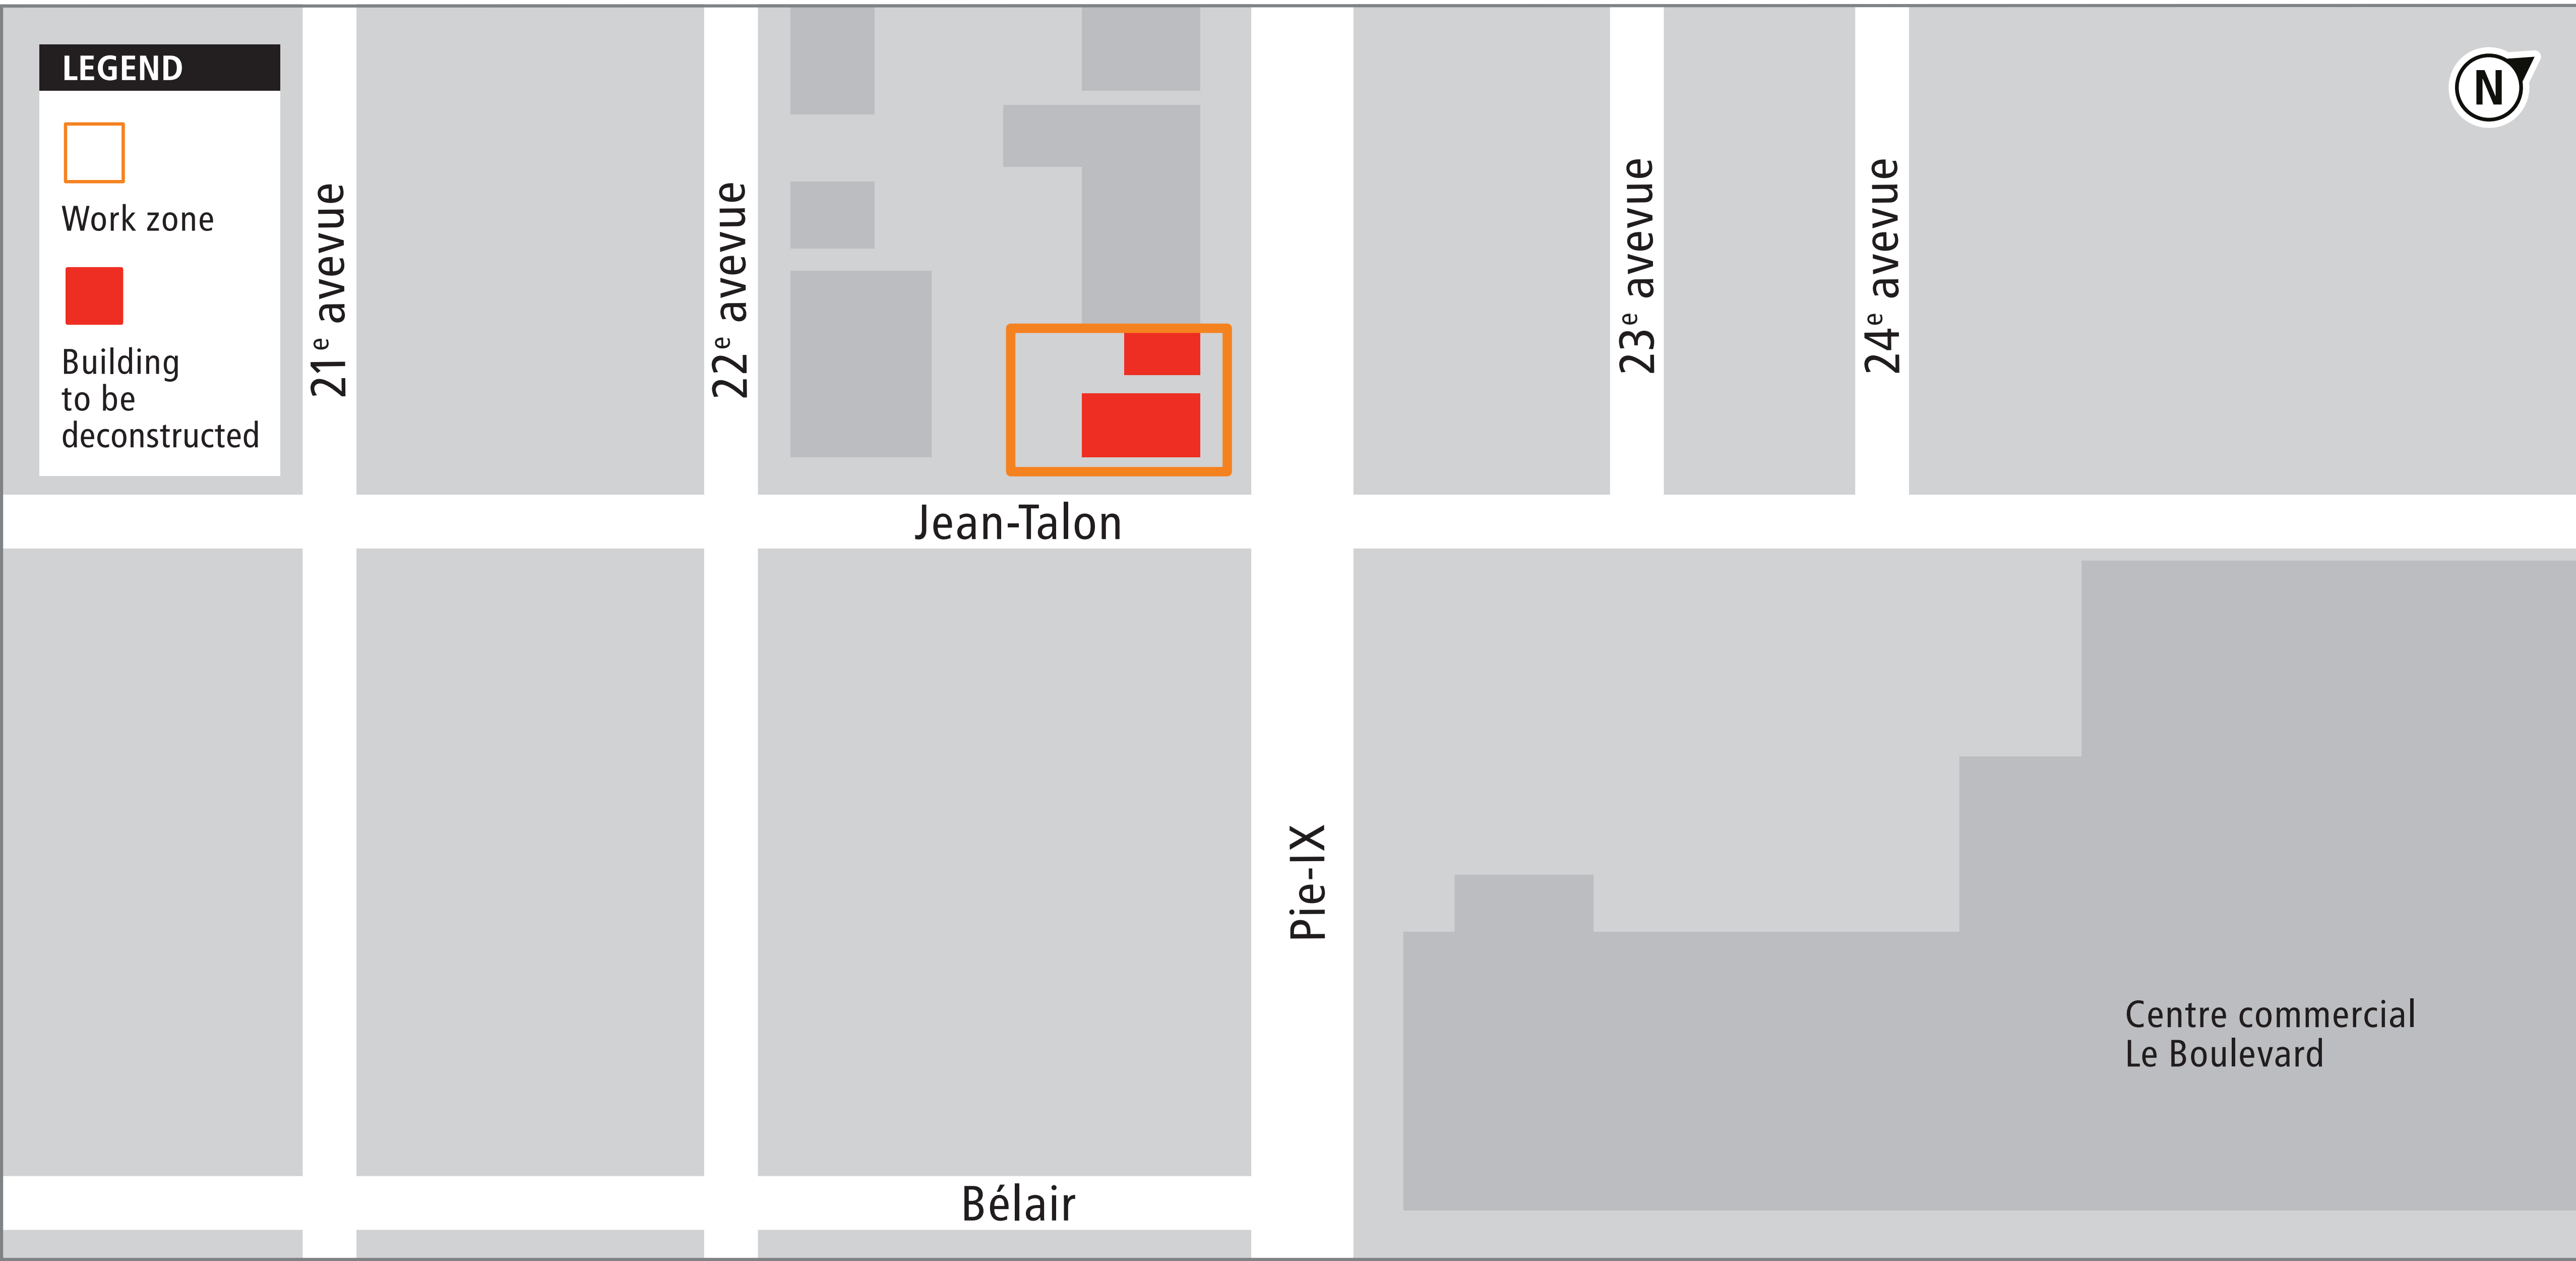 LEGEND
Work zone
Building
to be
deconstructed
21e avevue
22e avevue
23e avevue
24e avevue
N
Jean-Talon
Pie-IX
Centre commercial
Le Boulevard
Bélair